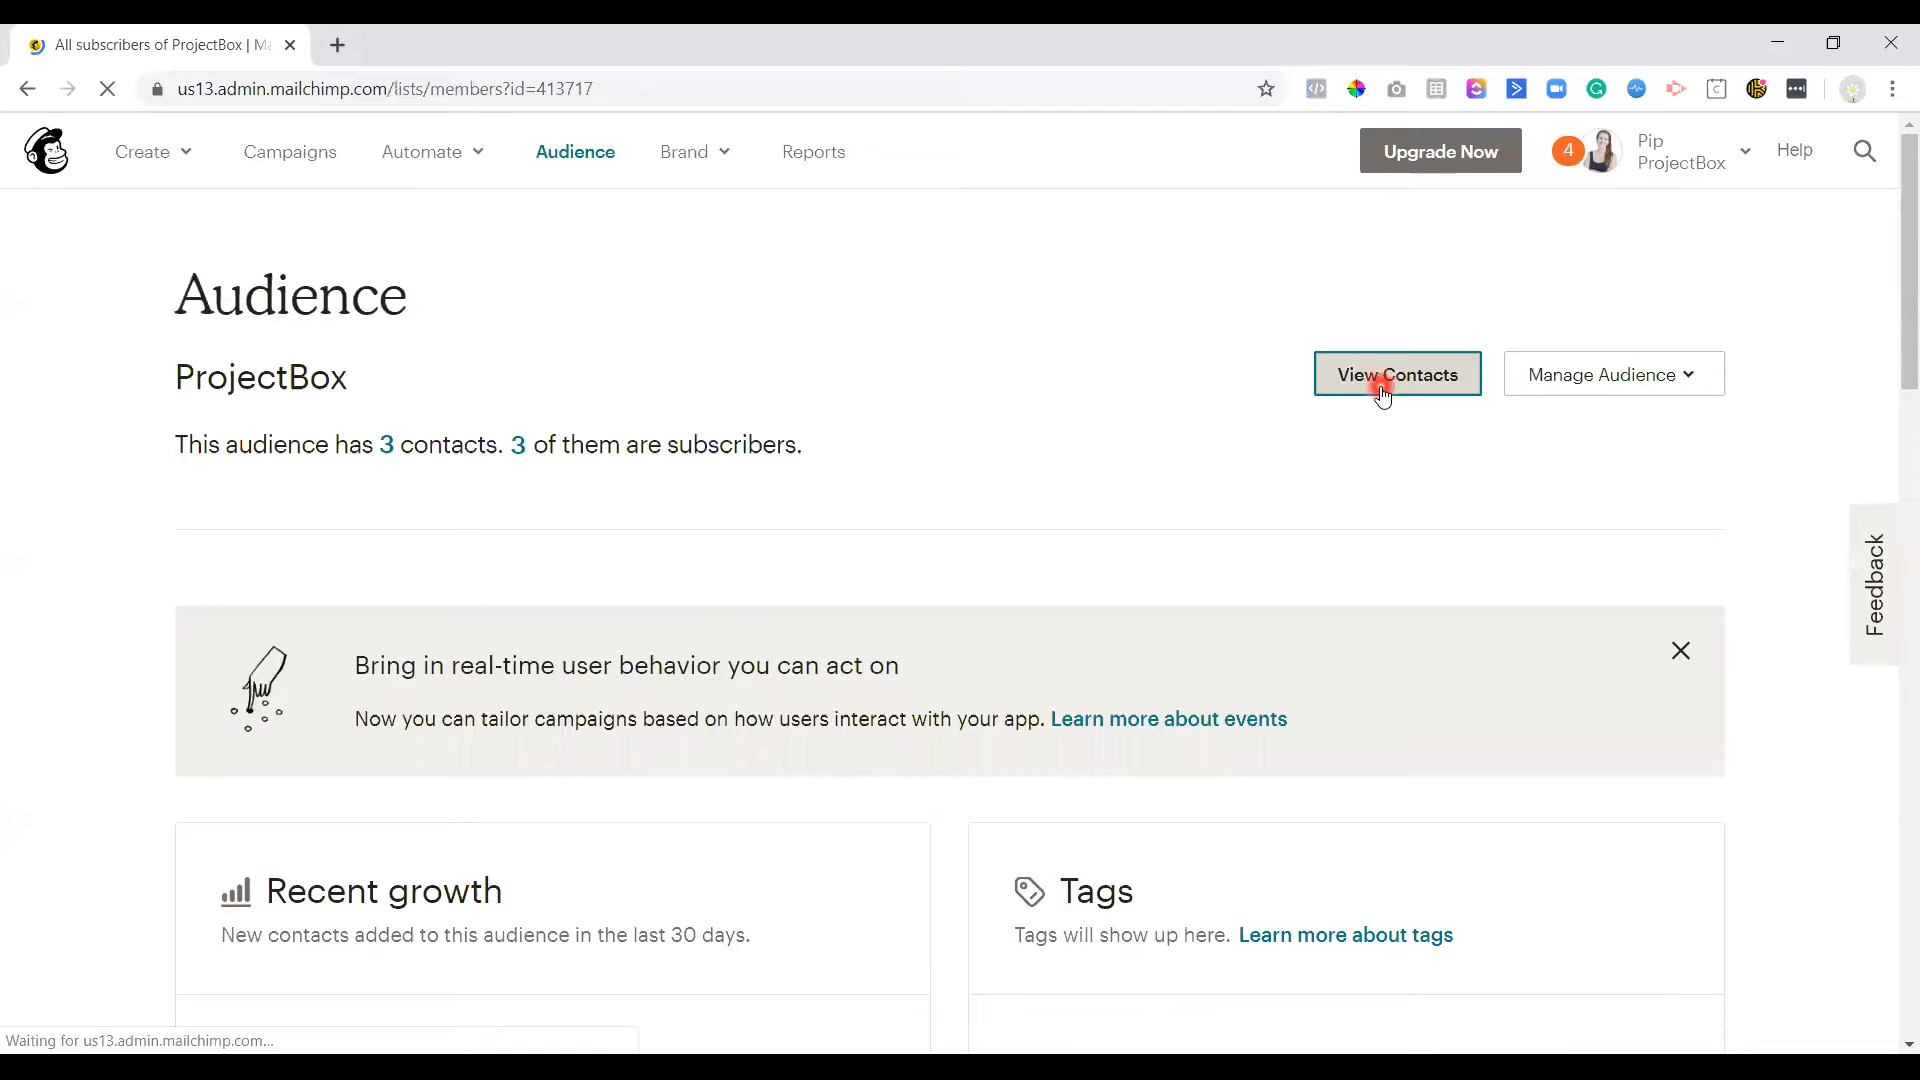 All subscribers of ProjectBox | Ma
us13.admin.mailchimp.com/lists/members?id=413717
Create
Campaigns
Automate
Audience
Brand
Reports
Upgrade Now
4
Pip
ProjectBox
Help
Audience
ProjectBox
View Contacts
Manage Audience
This audience has 3 contacts. 3 of them are subscribers.
Feedback
Bring in real-time user behavior you can act on
Now you can tailor campaigns based on how users interact with your app. Learn more about events
Recent growth
New contacts added to this audience in the last 30 days.
Tags
Tags will show up here. Learn more about tags
Waiting for us13.admin.mailchimp.com...